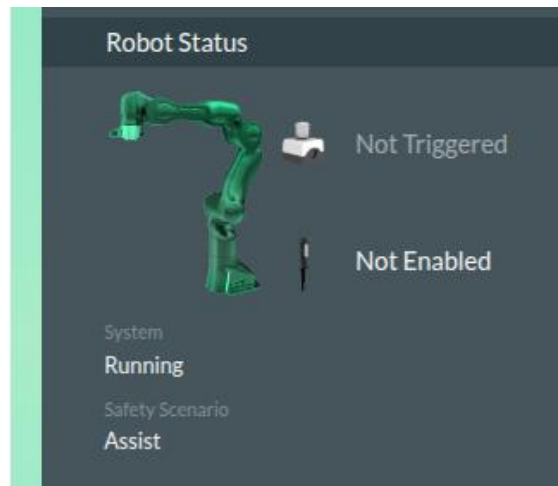 Robot Status
Not Triggered
Not Enabled
System
Running
Safety Scenario
Assist